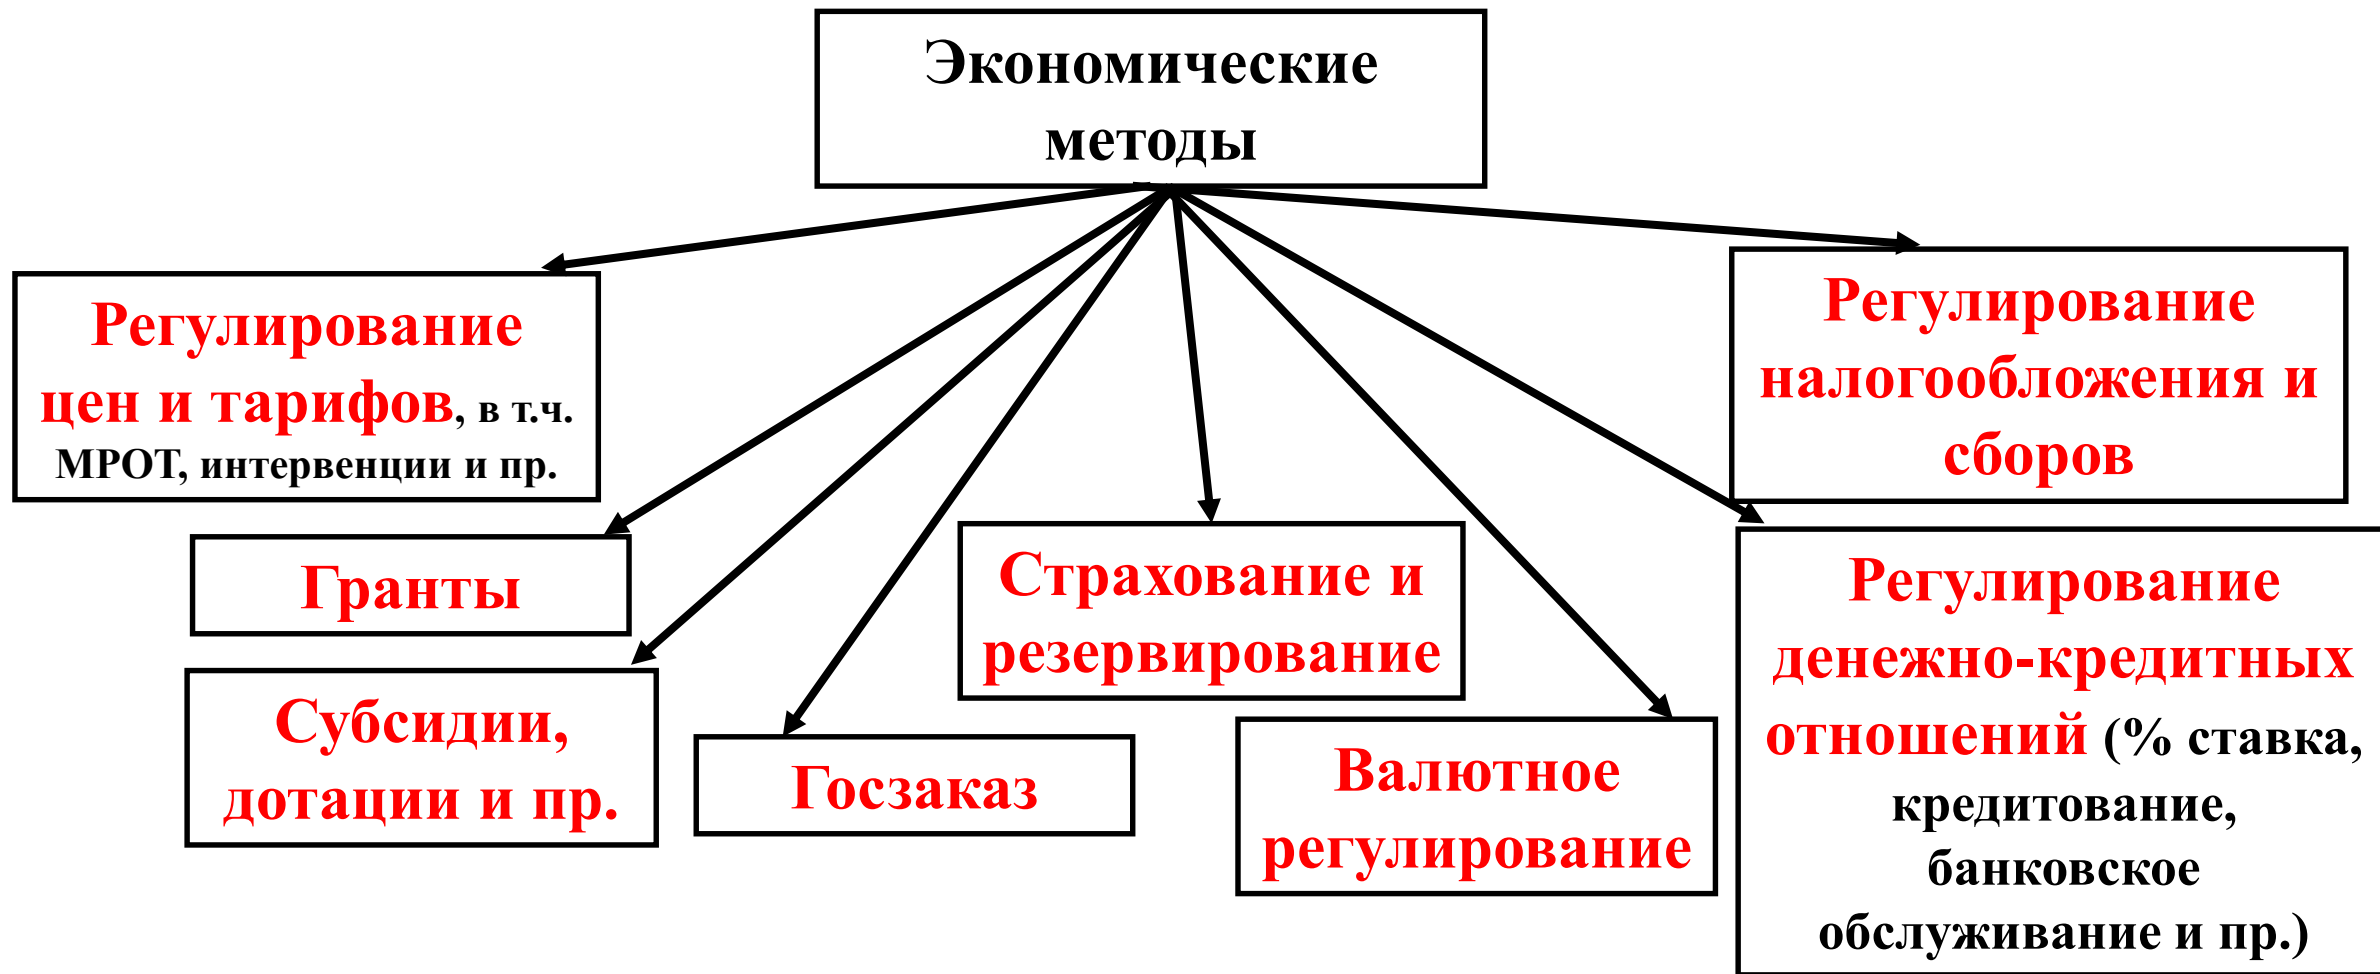 Экономические
методы
Регулирование
цен и тарифов, в т.ч.
МРОТ, интервенции и пр.
Регулирование
налогообложения и
сборов
Гранты
Страхование и
резервирование
Регулирование
денежно-кредитных
отношений (% ставка,
кредитование,
банковское
обслуживание и пр.)
Субсидии,
дотации и пр.
Госзаказ
Валютное
регулирование